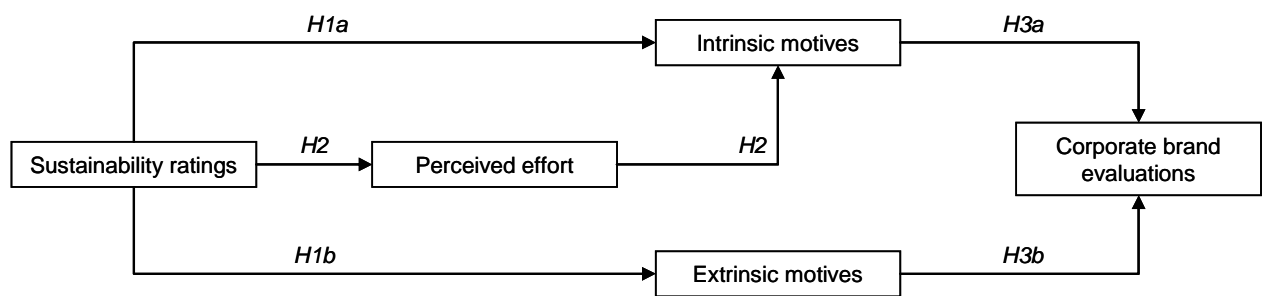 H1a
Intrinsic motives
H3a
Sustainability ratings
H2
Perceived effort
H2
Corporate brand
evaluations
H1b
Extrinsic motives
H3b